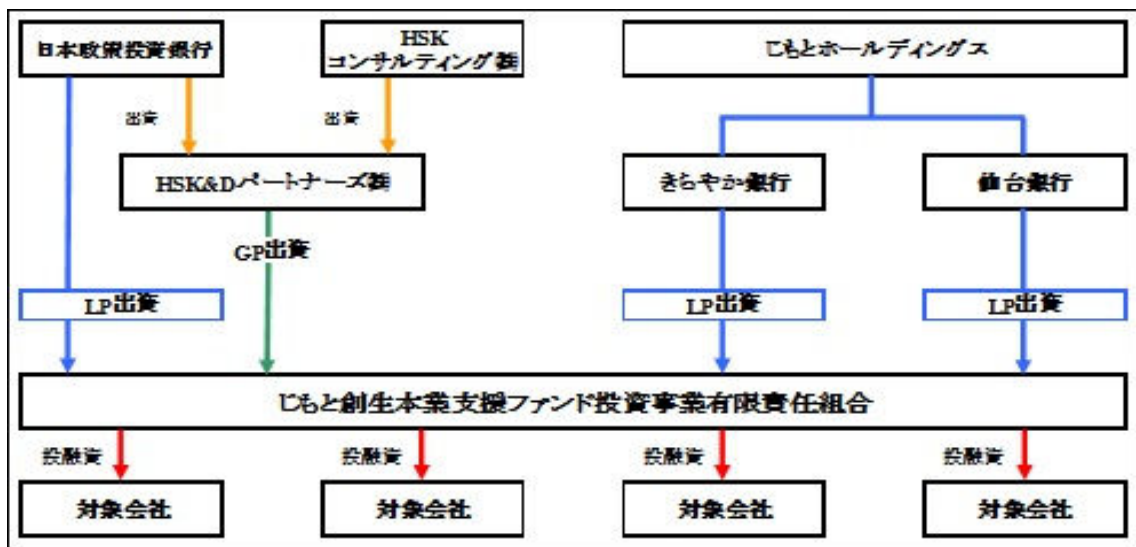 日本政策投資銀行
HSK
コンサルティング㈱
じもとホールディングス
出資
出資
HSK&Dパートナーズ㈱
きらやか銀行
仙台銀行
GP出資
LP出資
LP出資
LP出資
じもと創生本業支援ファンド投資事業有限責任組合
投融資
投融資
投融資
投融資
対象会社
対象会社
対象会社
対象会社